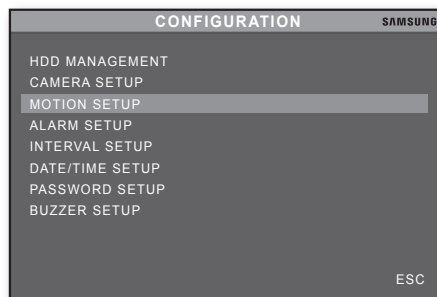 CONFIGURATION SAMSUNG
HDD MANAGEMENT
CAMERA SETUP
MOTION SETUP
ALARM SETUP
INTERVAL SETUP
DATE/TIME SETUP
PASSWORD SETUP
BUZZER SETUP
ESC